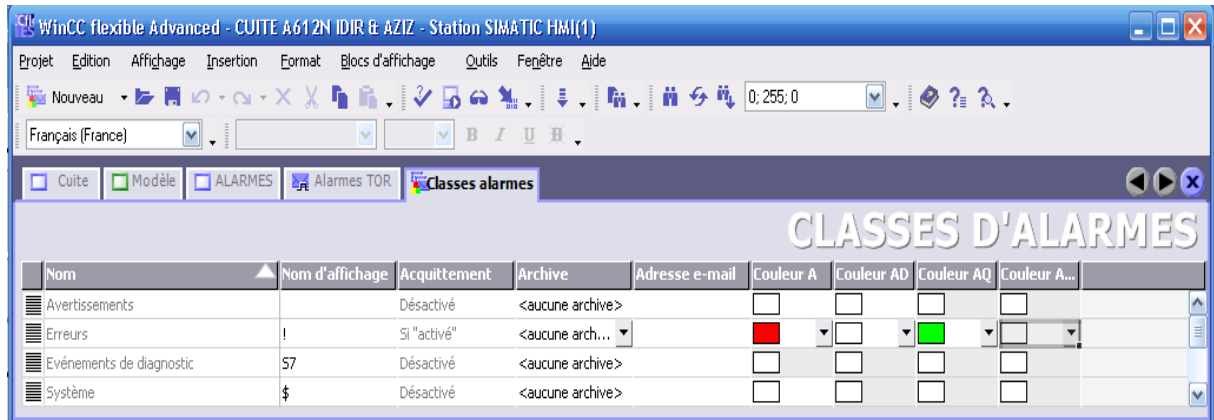 WinCC flexible Advanced - CUITE A612N IDIR & AZIZ - Station SIMATIC HMI(1)
Projet Edition Affichage Insertion Format Blocs d'affichage Outils Fenêtre Aide
Nouveau 0; 255; 0
Français (France) B I U
Cuite Modèle ALARMES Alarmes TOR Classes alarmes
CLASSES D'ALARMES
Nom Nom d'affichage Acquittement Archive Adresse e-mail Couleur A Couleur AD Couleur AQ Couleur A...
Avertissements Désactivé <aucune archive>
Erreurs ! Si "activé" <aucune arch...
Evénements de diagnostic S7 Désactivé <aucune archive>
Système $ Désactivé <aucune archive>